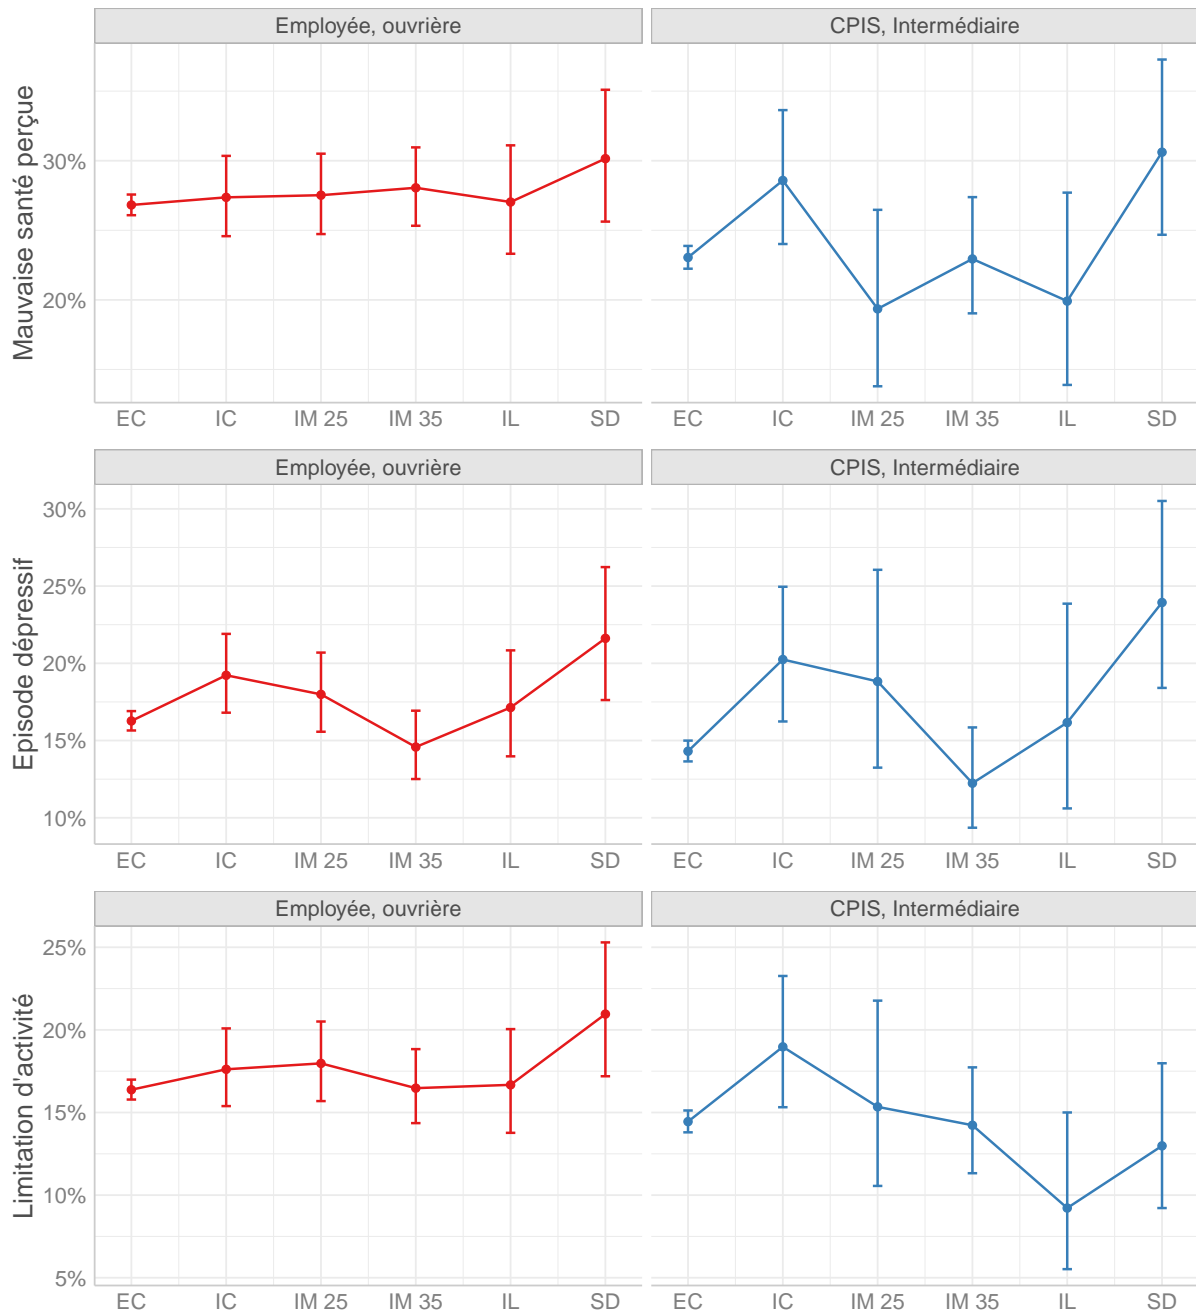 Employée, ouvrière
CPIS, Intermédiaire
Mauvaise santé perçue
30%
20%
EC IC IM 25 IM 35 IL SD
EC IC IM 25 IM 35 IL SD
Employée, ouvrière
CPIS, Intermédiaire
Episode dépressif
30%
25%
20%
15%
10%
EC IC IM 25 IM 35 IL SD
EC IC IM 25 IM 35 IL SD
Employée, ouvrière
CPIS, Intermédiaire
Limitation d'activité
25%
20%
15%
10%
5%
EC IC IM 25 IM 35 IL SD
EC IC IM 25 IM 35 IL SD